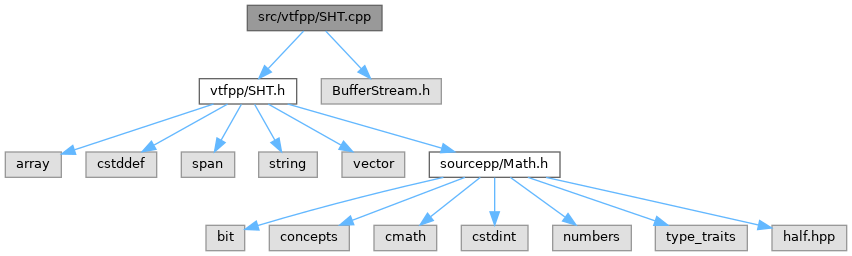 src/vtfpp/SHT.cpp
vtfpp/SHT.h
BufferStream.h
array
cstddef
span
string
vector
sourcepp/Math.h
bit
concepts
cmath
cstdint
numbers
type_traits
half.hpp